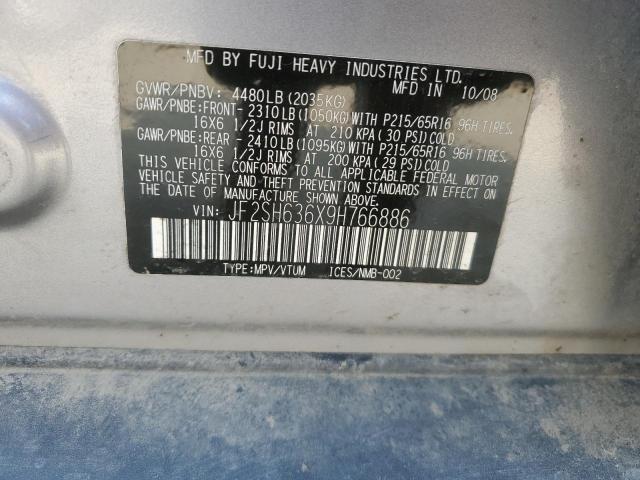 MFD BY FUJI HEAVY INDUSTRIES LTD.
MFD IN 10/08
GVWR/PNBV: 4480LB(2035KG)
GAWR/PNBE:FRONT- 2310LB(1050KG)WITH P215/65R16 96H TIRES,
16X6 1/2J RIMS AT 210 KPA(30 PSI)COLD
GAWR/PNBE:REAR - 2410LB(1095KG)WITH P215/65R16 96H TIRES,
16X6 1/2J RIMS AT 200 KPA(29 PSI)COLD
THIS VEHICLE CONFORMS TO ALL APPLICABLE FEDERAL MOTOR
VEHICLE SAFETY AND THEFT PREVENTION STANDARDS IN EFFECT ON
THE DATE OF MANUFACTURE SHOWN ABOVE.
VIN: JF2SH636X9H766886
TYPE:MPV/VTUM ICES/NMB-002